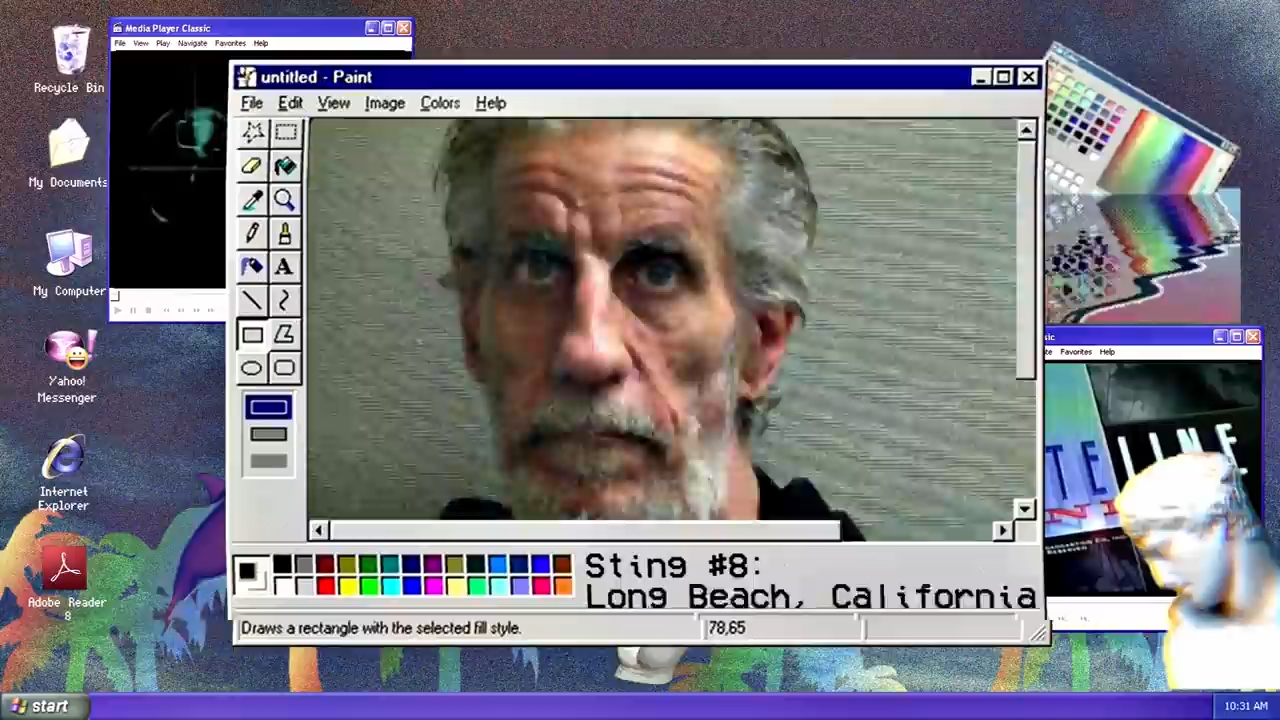 Recycle Bin
My Documents
My Computer
Yahoo!
Messenger
Internet
Explorer
Adobe Reader
8
Media Player Classic
File View Play Navigate Favorites Help
untitled - Paint
File Edit View Image Colors Help
A
Sting #8:
Long Beach, California
Draws a rectangle with the selected fill style.
78,65
Favorites Help
start
10:31 AM